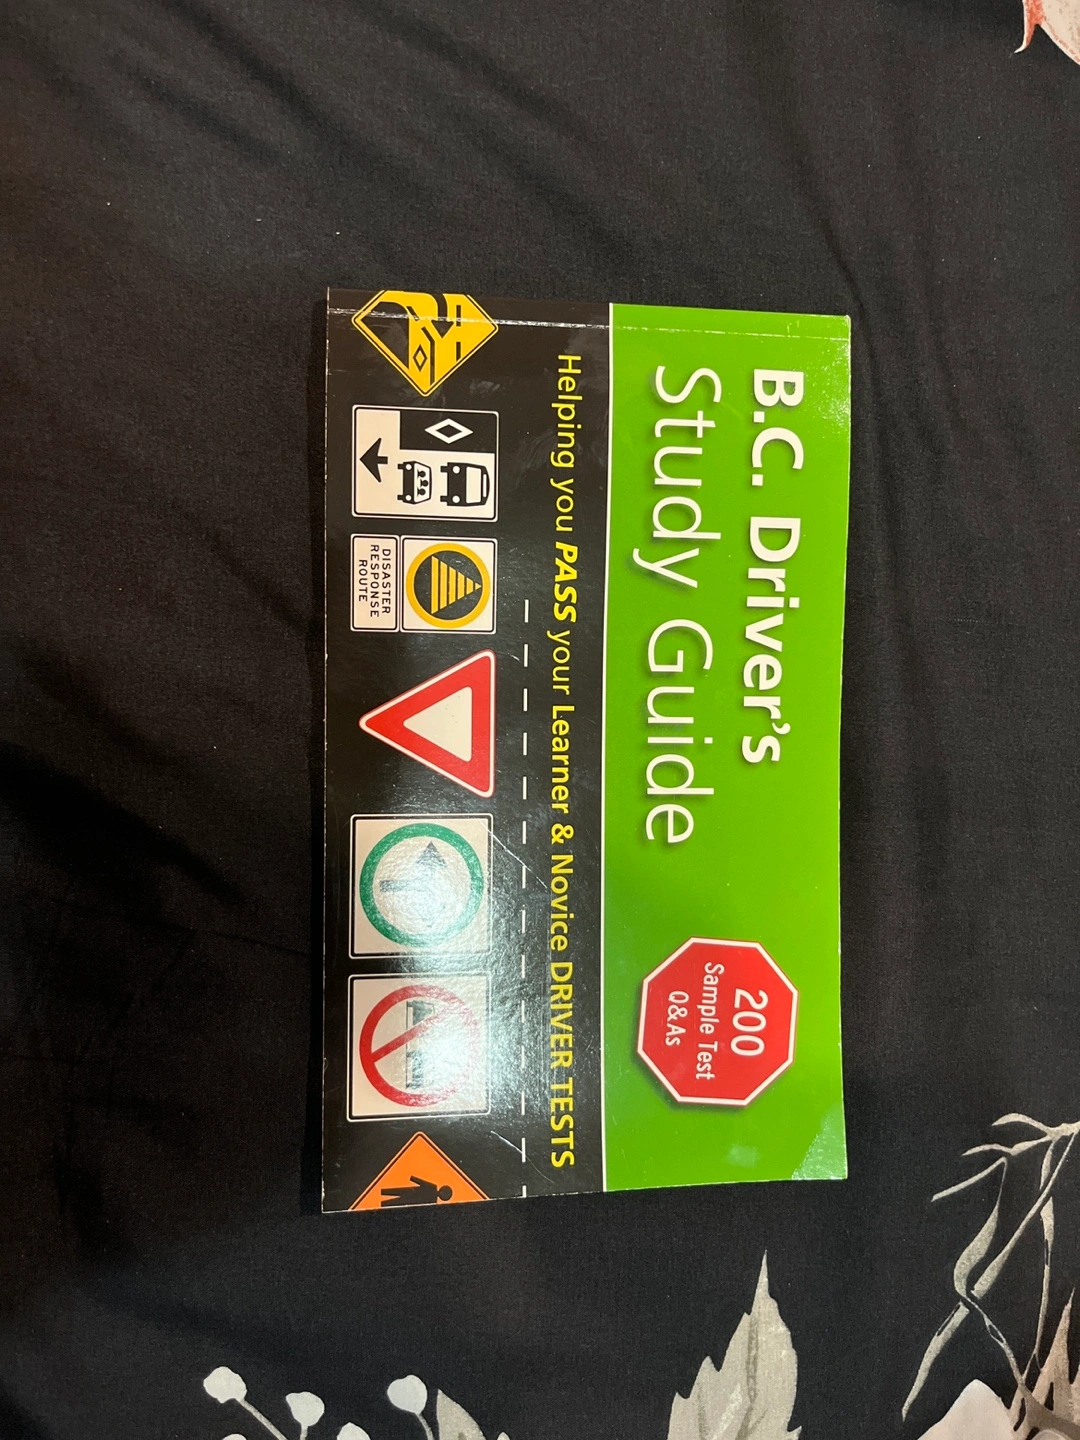 B.C. Driver's
Study Guide
200
Sample Test
Q&As
Helping you PASS your Learner & Novice DRIVER TESTS
DISASTER
RESPONSE
ROUTE